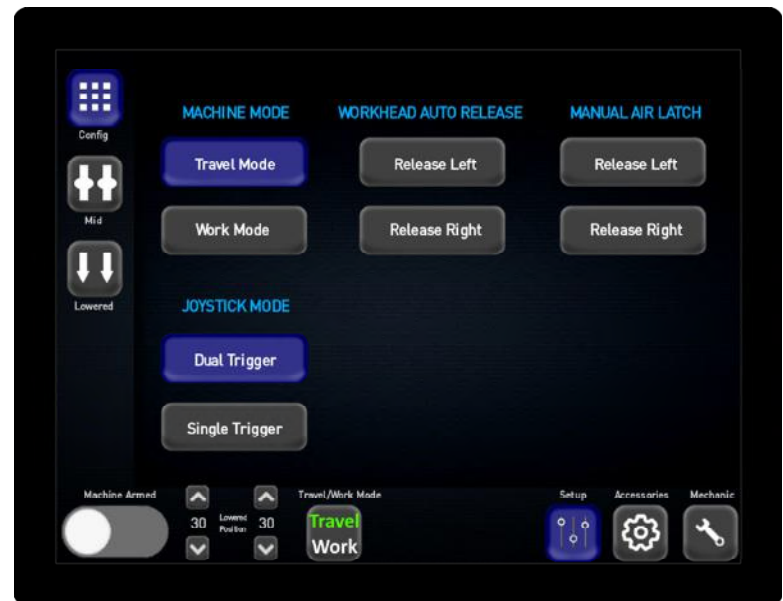 MACHINE MODE WORKHEAD AUTO RELEASE MANUAL AIR LATCH
Config
Travel Mode Release Left Release Left
Mid
Work Mode Release Right Release Right
Lowered
JOYSTICK MODE
Dual Trigger
Single Trigger
Machine Armed Travel/Work Mode Setup Accessories Mechanic
30 Lowered 30 Travel
Position
Work